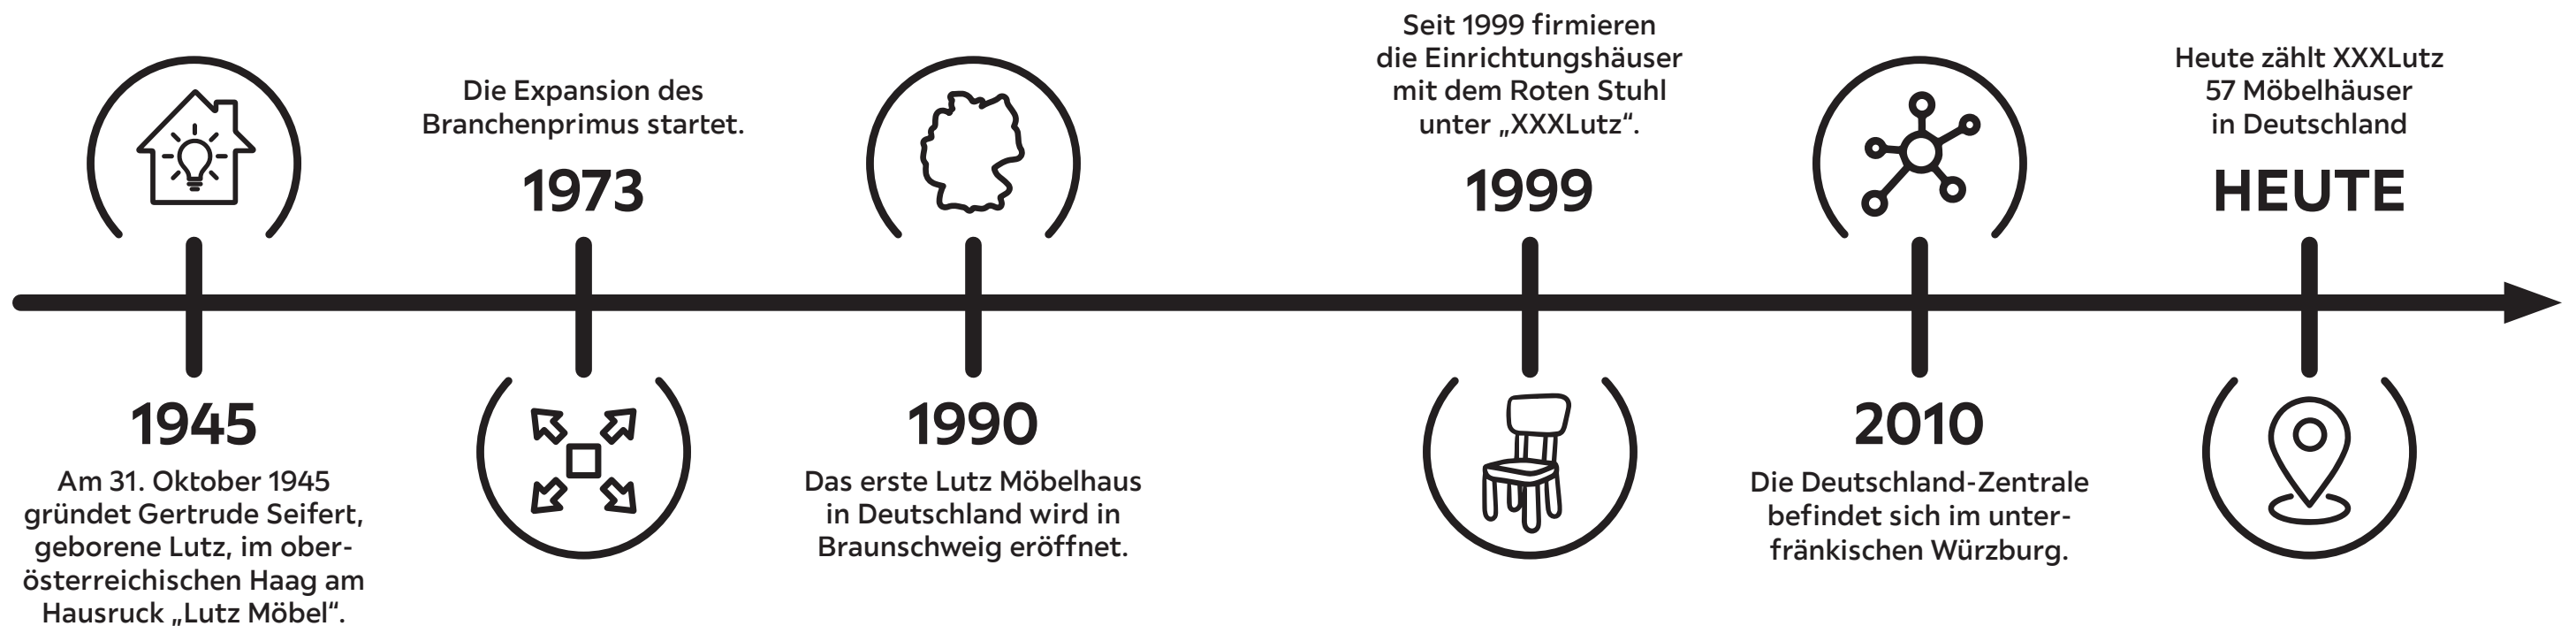 1945
Am 31. Oktober 1945
gründet Gertrude Seifert,
geborene Lutz, im ober-
österreichischen Haag am
Hausruck „Lutz Möbel“.
Die Expansion des
Branchenprimus startet.
1973
1990
Das erste Lutz Möbelhaus
in Deutschland wird in
Braunschweig eröffnet.
Seit 1999 firmieren
die Einrichtungshäuser
mit dem Roten Stuhl
unter „XXXLutz“.
1999
2010
Die Deutschland-Zentrale
befindet sich im unter-
fränkischen Würzburg.
Heute zählt XXXLutz
57 Möbelhäuser
in Deutschland
HEUTE